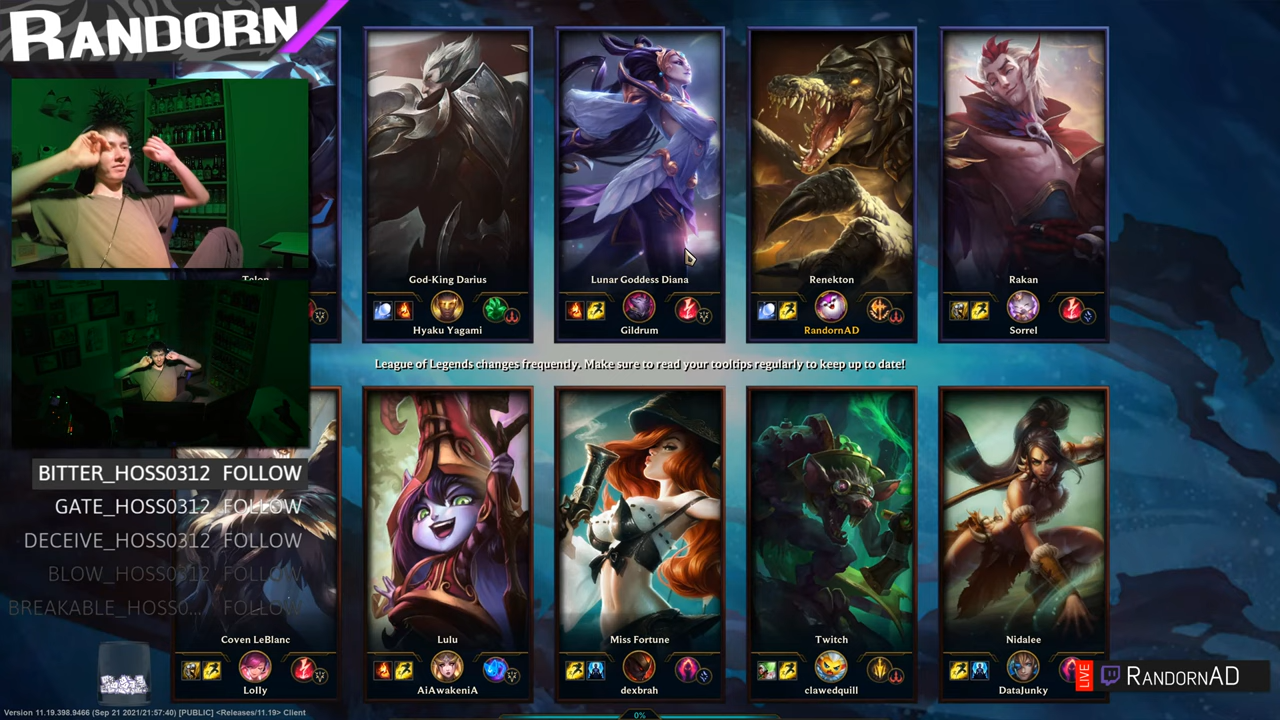 RANDORN
Talon
God-King Darius
Hyaku Yagami
Lunar Goddess Diana
Gildrum
Renekton
RandornAD
Rakan
Sorrel
League of Legends changes frequently. Make sure to read your tooltips regularly to keep up to date!
BITTER_HOSS0312 FOLLOW
GATE_HOSS0312 FOLLOW
DECEIVE_HOSS0312 FOLLOW
BLOW_HOSS0312 FOLLOW
BREAKABLE_HOSS0... FOLLOW
Coven LeBlanc
Lolly
Lulu
AiAwakeniA
Miss Fortune
dexbrah
Twitch
clawedquill
Nidalee
DataJunky
LIVE
RANDORNAD
Version 11.19.398.9466 (Sep 21 2021/21:57:40) [PUBLIC] <Releases/11.19> Client
0%